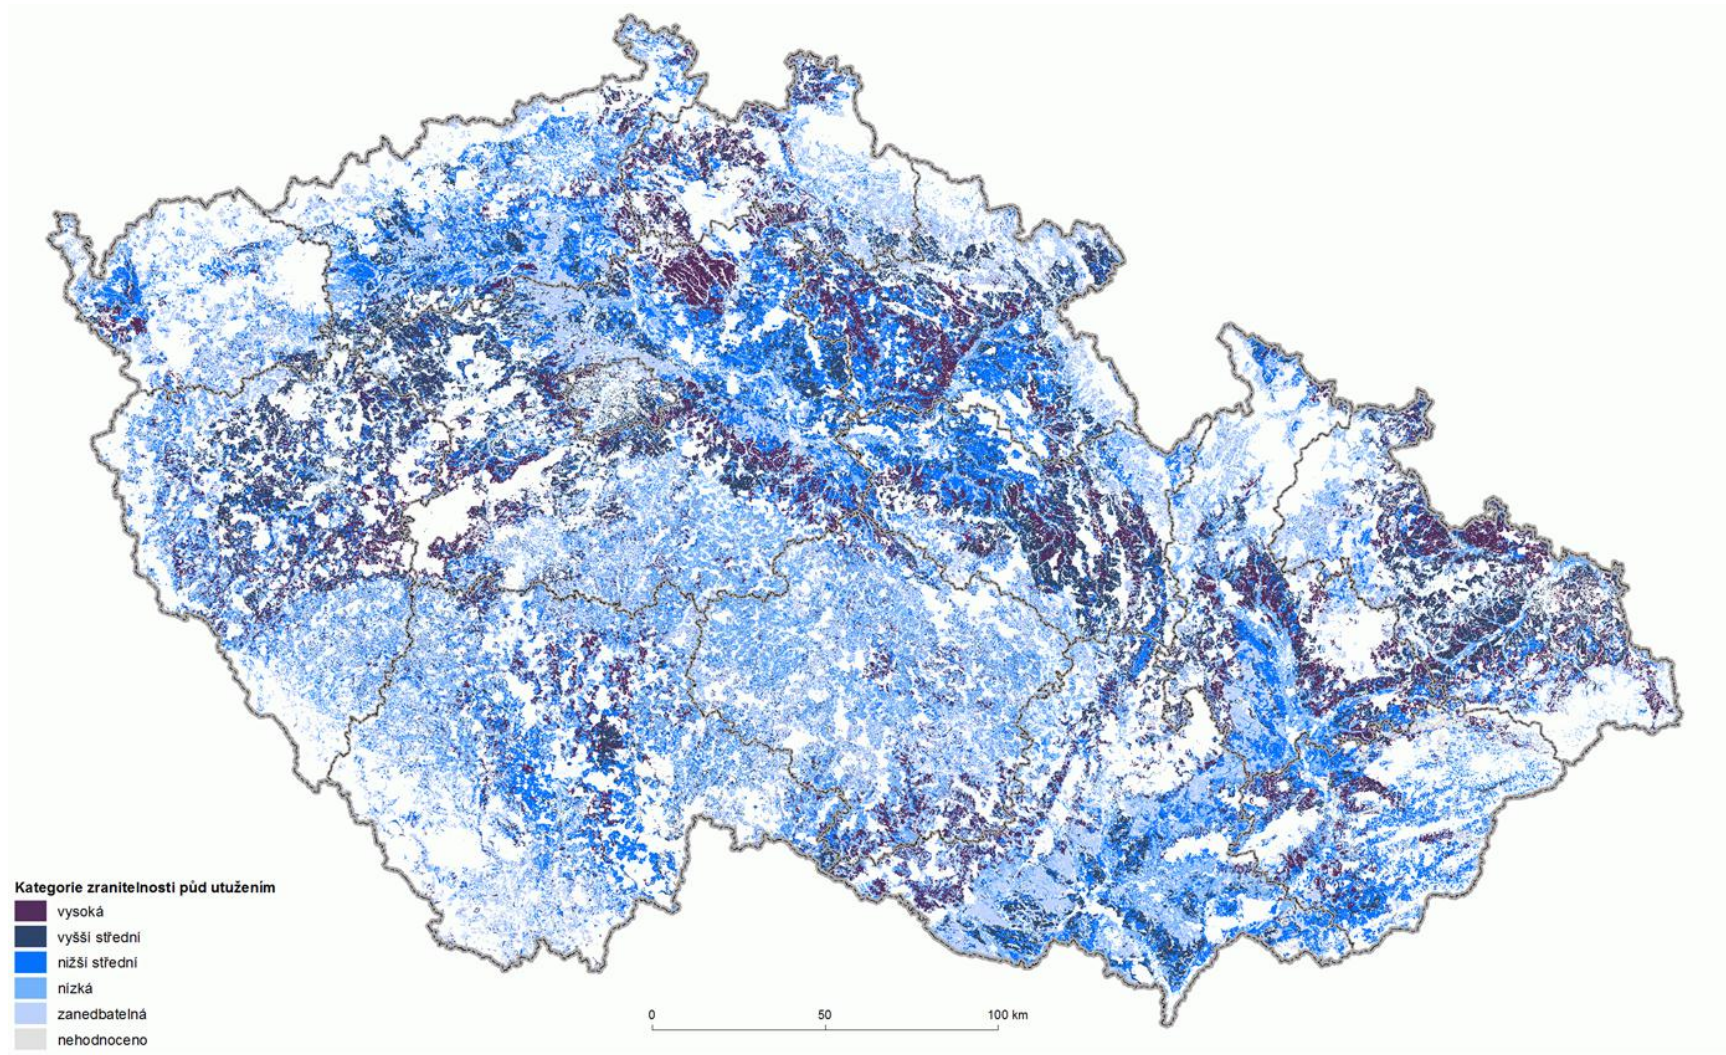 Kategorie zranitelnosti půd utužením
vysoká
vyšší střední
nižší střední
nízká
zanedbatelná
nehodnoceno
0 50 100 km